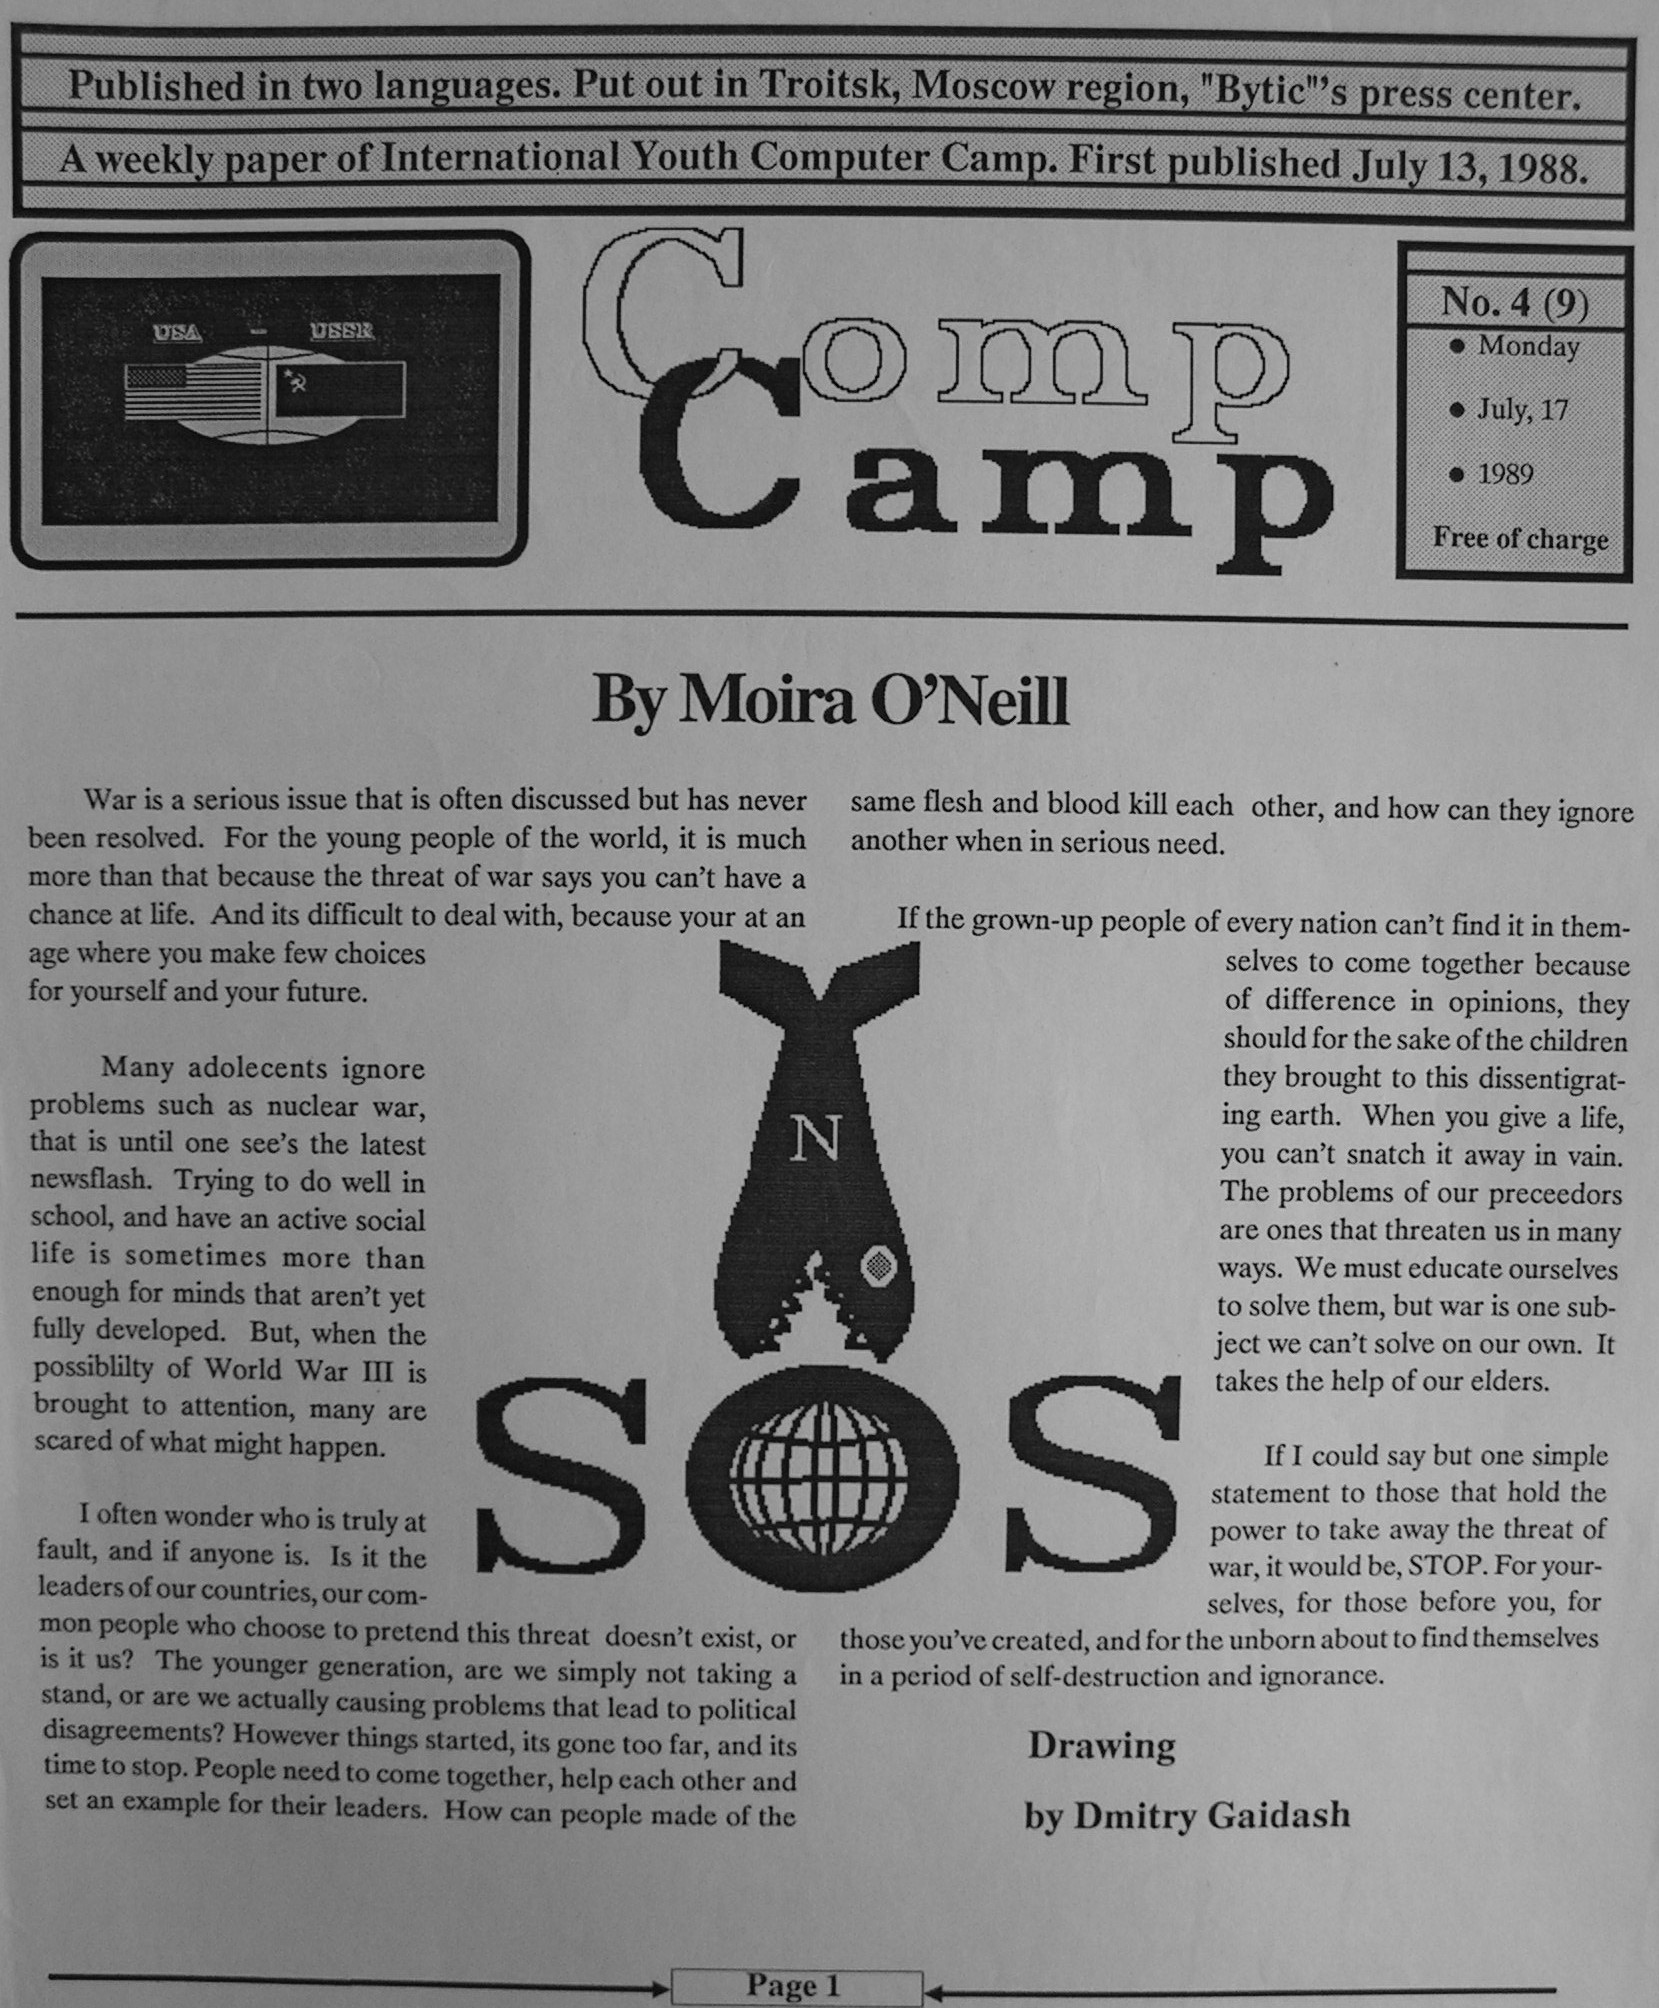 Published in two languages. Put out in Troitsk, Moscow region, "Bytic"'s press center.
A weekly paper of International Youth Computer Camp. First published July 13, 1988.
USA - USSR
Comp
Camp
No. 4 (9)
• Monday
• July, 17
• 1989
Free of charge
By Moira O'Neill
War is a serious issue that is often discussed but has never
been resolved. For the young people of the world, it is much
more than that because the threat of war says you can't have a
chance at life. And its difficult to deal with, because your at an
age where you make few choices
for yourself and your future.
Many adolecents ignore
problems such as nuclear war,
that is until one see's the latest
newsflash. Trying to do well in
school, and have an active social
life is sometimes more than
enough for minds that aren't yet
fully developed. But, when the
possiblilty of World War III is
brought to attention, many are
scared of what might happen.
I often wonder who is truly at
fault, and if anyone is. Is it the
leaders of our countries, our com-
mon people who choose to pretend this threat doesn't exist, or
is it us? The younger generation, are we simply not taking a
stand, or are we actually causing problems that lead to political
disagreements? However things started, its gone too far, and its
time to stop. People need to come together, help each other and
set an example for their leaders. How can people made of the
same flesh and blood kill each other, and how can they ignore
another when in serious need.
If the grown-up people of every nation can't find it in them-
selves to come together because
of difference in opinions, they
should for the sake of the children
they brought to this dissentigrat-
ing earth. When you give a life,
you can't snatch it away in vain.
The problems of our preceedors
are ones that threaten us in many
ways. We must educate ourselves
to solve them, but war is one sub-
ject we can't solve on our own. It
takes the help of our elders.
If I could say but one simple
statement to those that hold the
power to take away the threat of
war, it would be, STOP. For your-
selves, for those before you, for
those you've created, and for the unborn about to find themselves
in a period of self-destruction and ignorance.
N
SOS
Drawing
by Dmitry Gaidash
Page 1